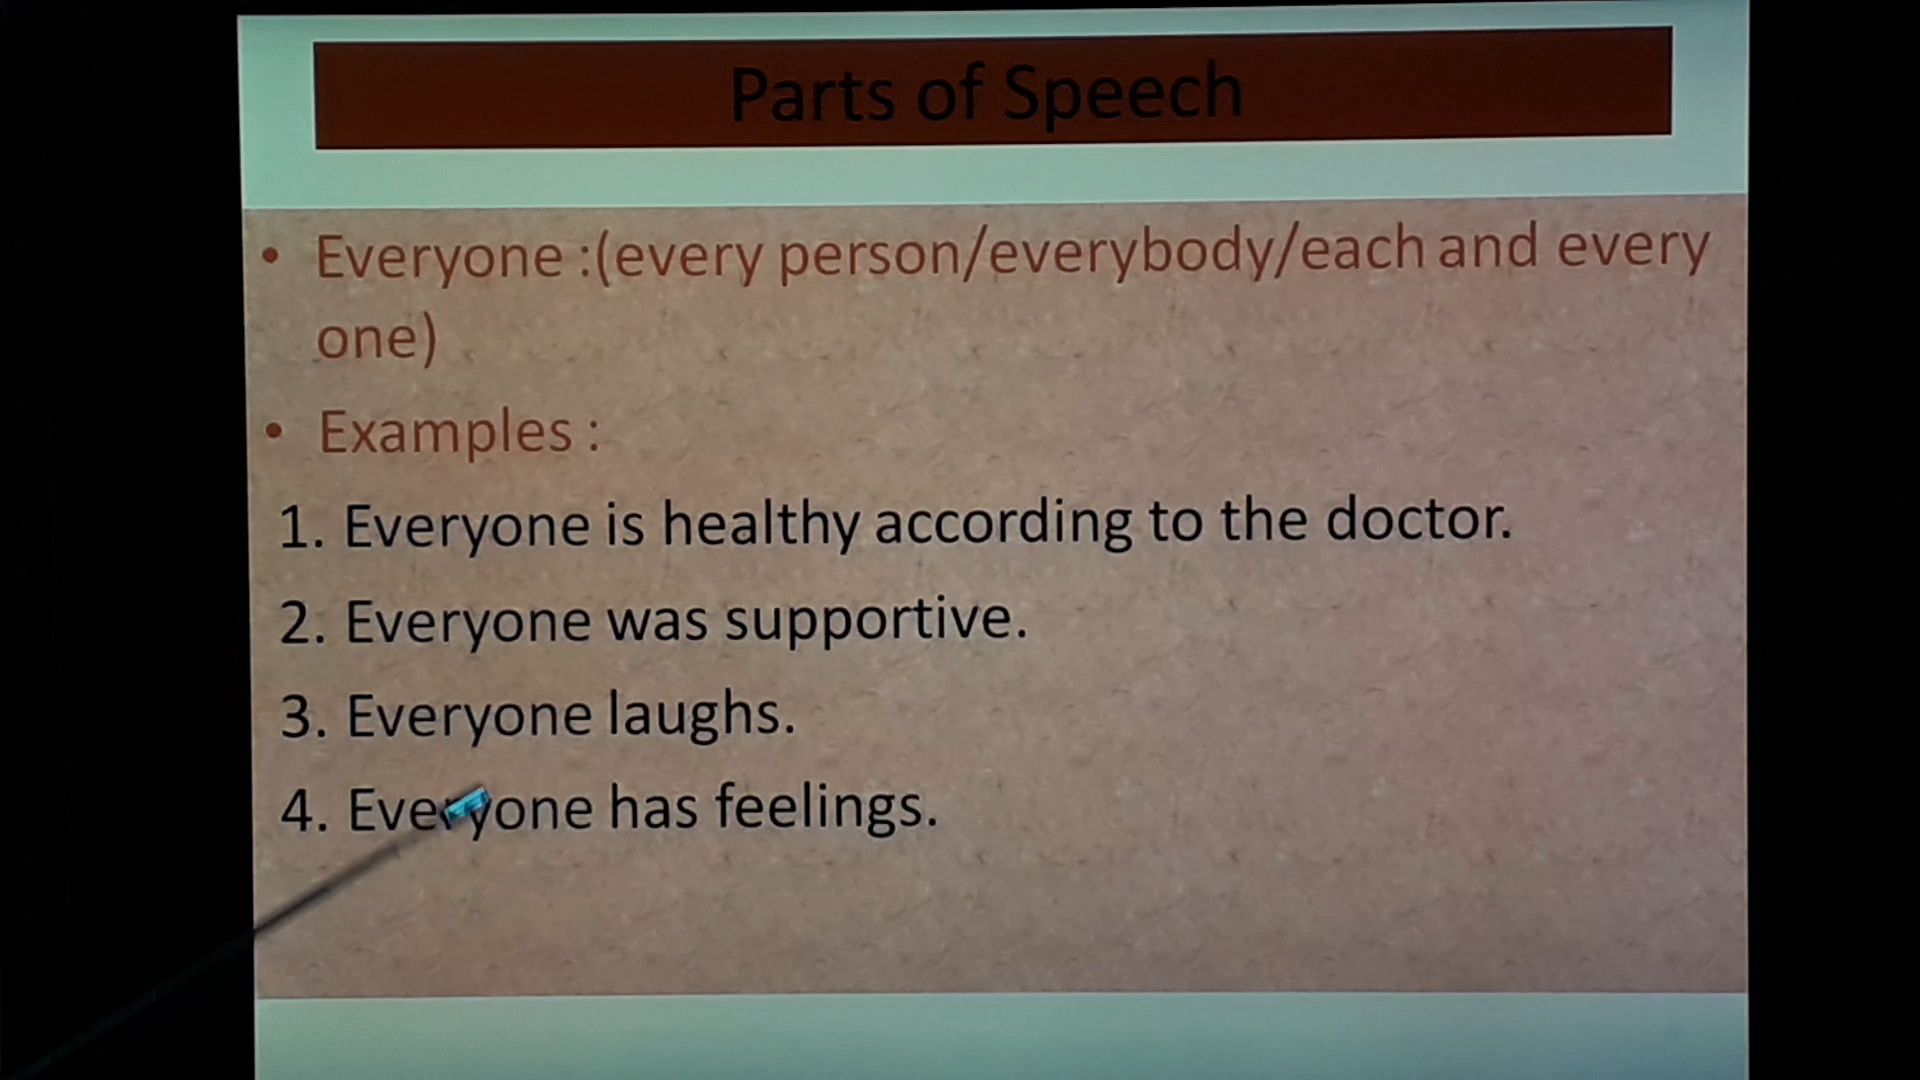 Parts of Speech
• Everyone :(every person/everybody/each and every
one)
• Examples :
1. Everyone is healthy according to the doctor.
2. Everyone was supportive.
3. Everyone laughs.
4. Everyone has feelings.